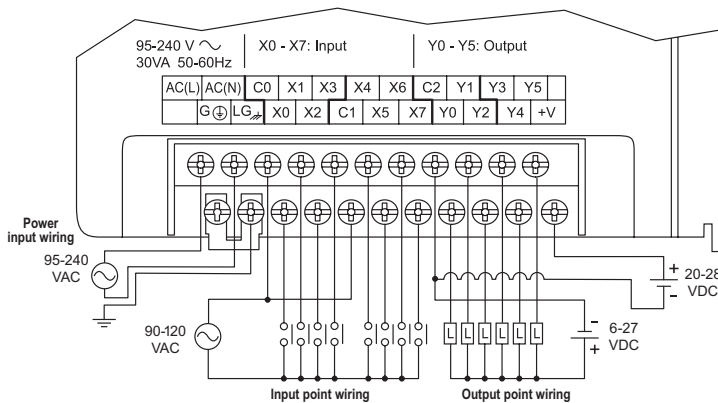 95-240 V ∿ X0 - X7: Input Y0 - Y5: Output
30VA 50-60Hz
AC(L) AC(N) C0 X1 X3 X4 X6 C2 Y1 Y3 Y5
G LG X0 X2 C1 X5 X7 Y0 Y2 Y4 +V
Power
input wiring
95-240
VAC
90-120
VAC
L L L L L L
+
-
20-28
VDC
-
+
6-27
VDC
Input point wiring
Output point wiring